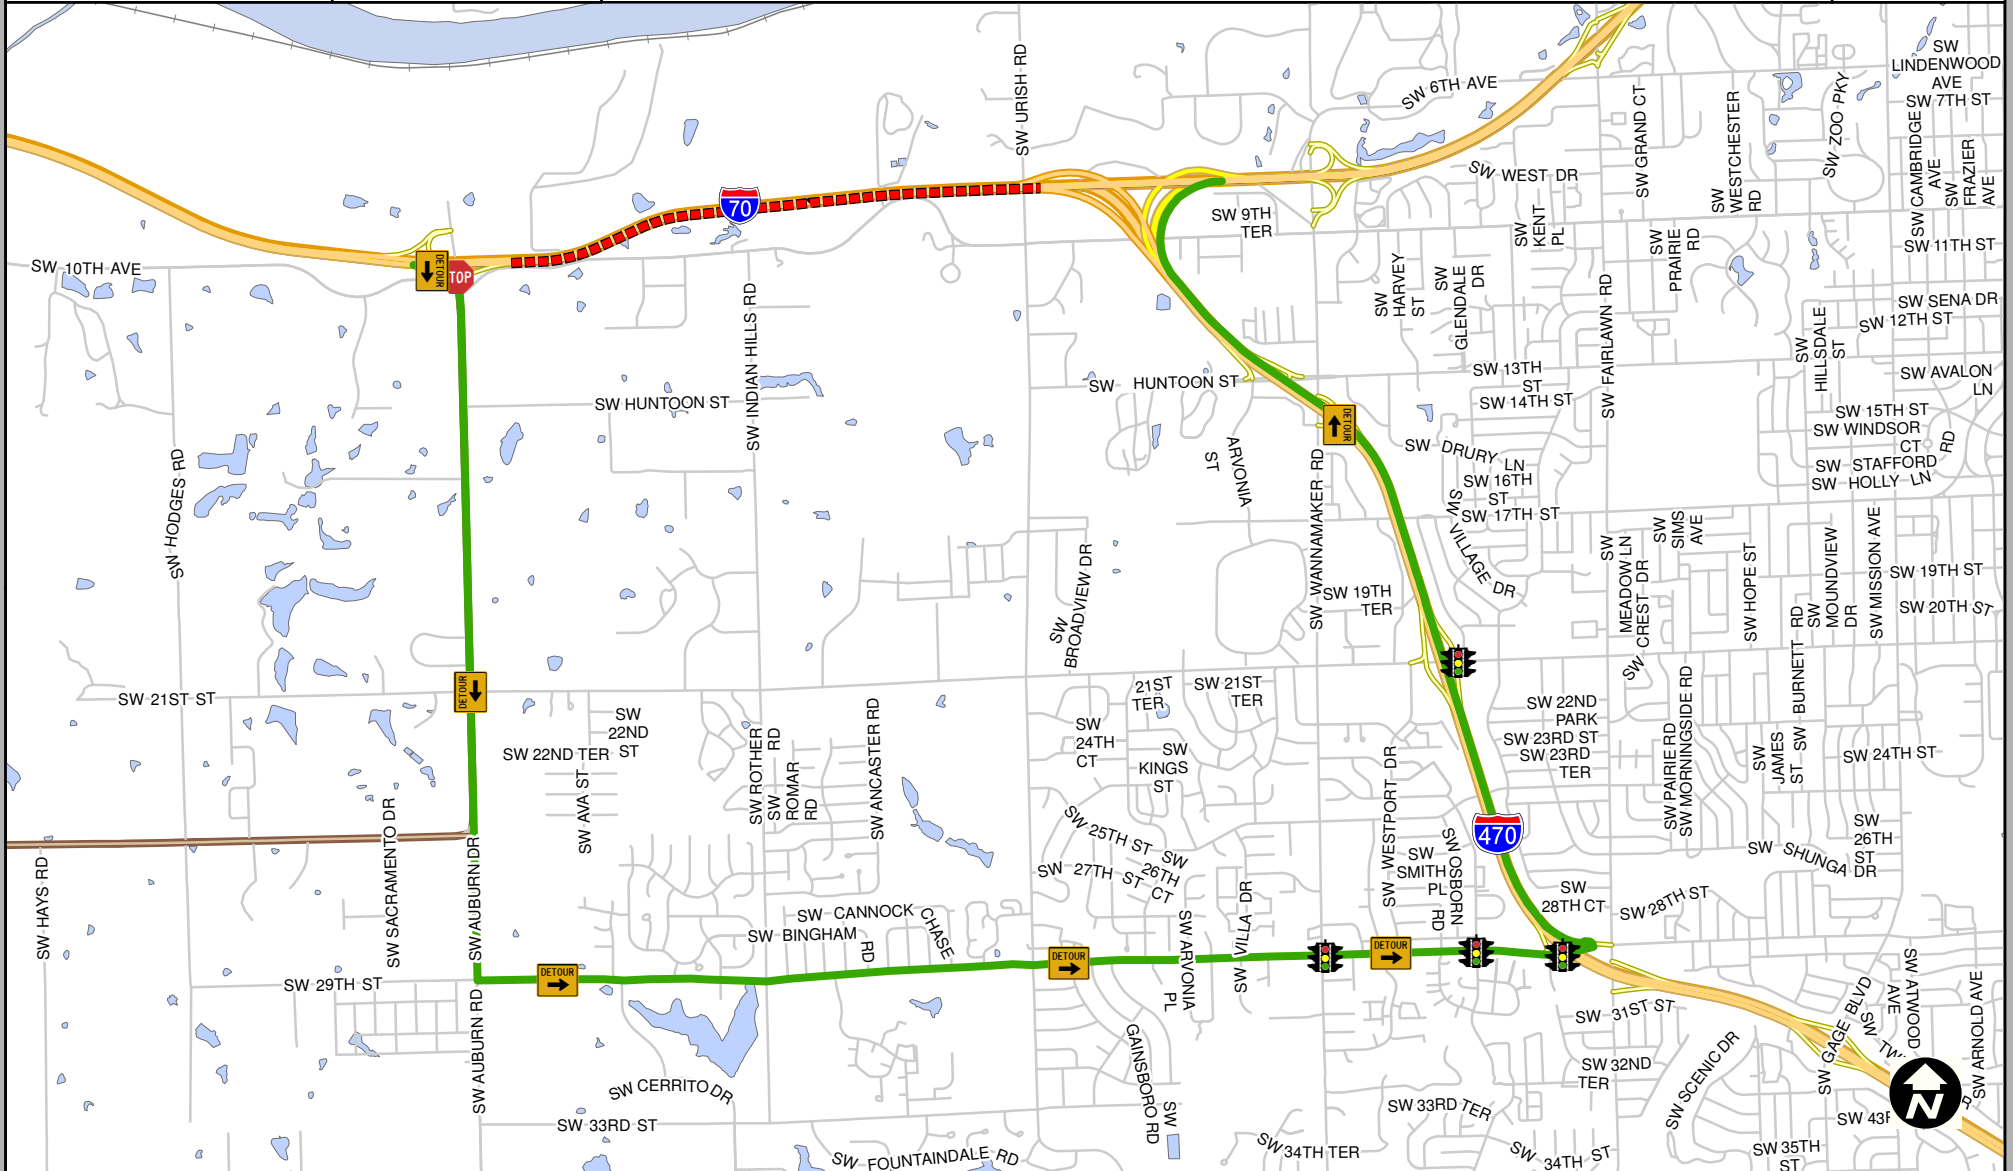 SW
LINDENWOOD
AVE
SW 7TH ST
SW 6TH AVE
SW URISH RD
SW GRAND CT
SW
WESTCHESTER
RD
SW ZOO PKY
SW CAMBRIDGE
AVE
SW
FRAZIER
AVE
SW WEST DR
SW 9TH
TER
SW
KENT
PL
SW
PRAIRIE
RD
SW 11TH ST
70
SW 10TH AVE
DETOUR
TOP
SW
HARVEY
ST
SW
GLENDALE
DR
SW FAIRLAWN RD
SW SENA DR
SW 12TH ST
SW
HILLSDALE
ST
SW INDIAN HILLS RD
SW HUNTOON ST
SW HUNTOON ST
SW 13TH
ST
SW 14TH ST
SW AVALON
LN
SW 15TH ST
SW WINDSOR
CT
RD
SW STAFFORD
SW HOLLY LN
DETOUR
SW DRURY LN
SW 16TH
ST
SW 17TH ST
SW VILLAGE DR
SW HODGES RD
ARVONIA
ST
SW WANNAMAKER RD
SW
SIMS
AVE
SW
MEADOW LN
CREST DR
SW
SW HOPE ST
SW
MOUNDVIEW
DR
SW MISSION AVE
SW 19TH ST
SW 20TH ST
SW 19TH
TER
SW
BROADVIEW DR
SW BURNETT RD
SW 21ST ST
DETOUR
21ST
TER
SW 21ST
TER
SW
22ND
ST
SW 22ND TER
SW AVA ST
SW ROTHER
RD
SW
ROMAR
RD
SW ANCASTER RD
SW
24TH
CT
SW
KINGS
ST
SW 22ND
PARK
SW 23RD ST
SW 23RD
TER
SW PAIRIE RD
SW MORNINGSIDE RD
SW
JAMES
ST
SW 24TH ST
SW WESTPORT DR
470
SW
26TH
ST
SW SHUNGA
DR
SW 25TH ST
SW
26TH
CT
SW 27TH ST
SW
SMITH
PL
SW OSBORN
RD
SW
28TH CT
SW 28TH ST
SW HAYS RD
SW SACRAMENTO DR
SW AUBURN DR
SW CANNOCK
CHASE
SW BINGHAM
RD
SW ARVONIA
PL
SW VILLA DR
DETOUR
DETOUR
DETOUR
SW 29TH ST
SW AUBURN RD
SW 31ST ST
SW GAGE BLVD
SW ATWOOD
AVE
SW ARNOLD AVE
SW
SW SCENIC DR
SW 32ND
TER
SW CERRITO DR
GAINSBORO RD
SW
SW 33RD TER
SW 33RD ST
N
SW FOUNTAINDALE RD
SW 34TH TER
SW 34TH ST
SW 35TH
ST